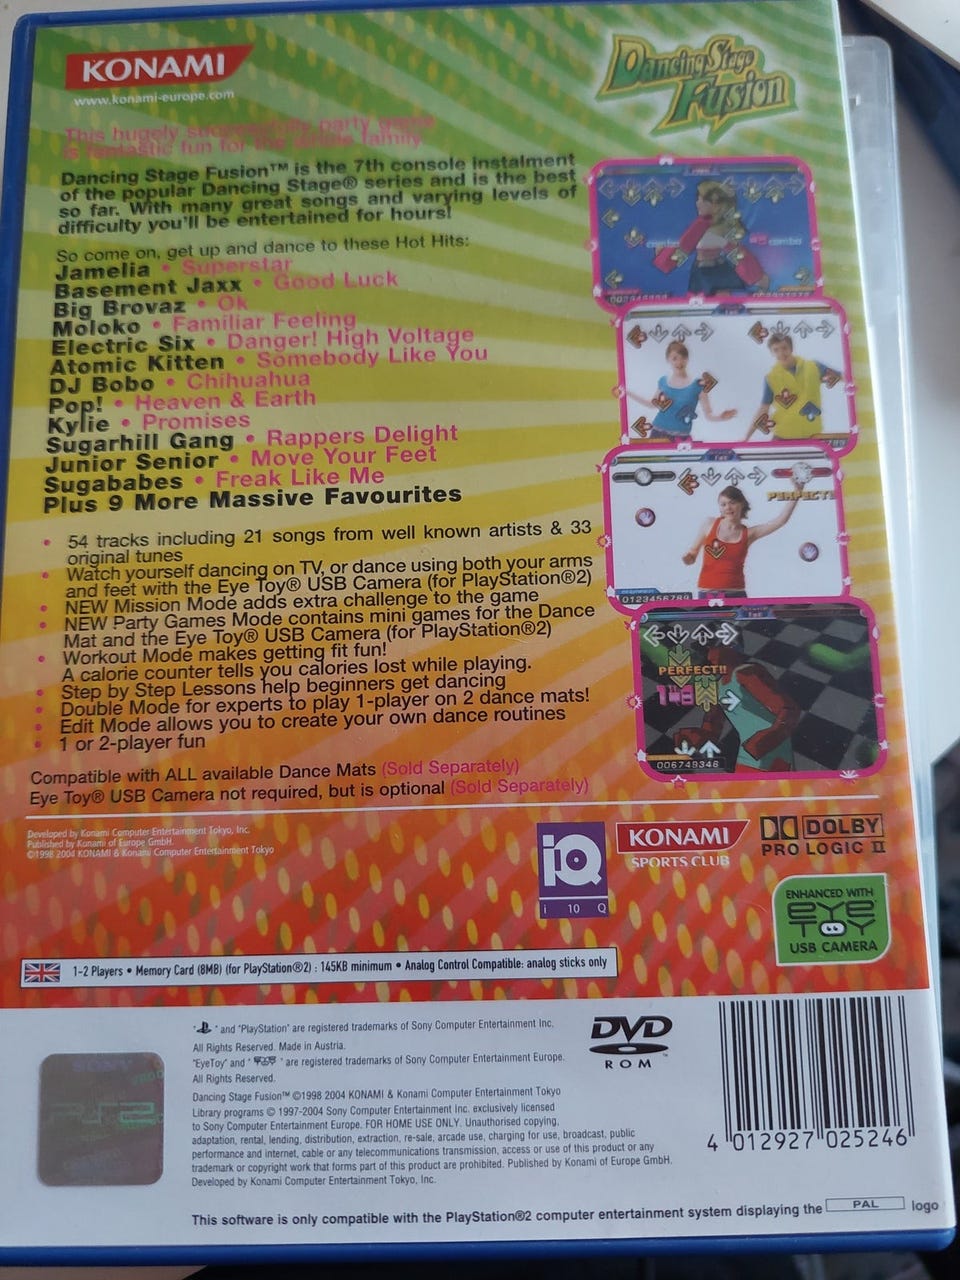 KONAMI
www.konami-europe.com
Dancing Stage
Fusion
This hugely successful party game
is fantastic fun for the whole family
Dancing Stage Fusion™ is the 7th console instalment
of the popular Dancing Stage® series and is the best
so far. With many great songs and varying levels of
difficulty you'll be entertained for hours!
So come on, get up and dance to these Hot Hits:
Jamelia • Superstar
Basement Jaxx • Good Luck
Big Brovaz • Ok
Moloko • Familiar Feeling
Electric Six • Danger! High Voltage
Atomic Kitten • Somebody Like You
DJ Bobo • Chihuahua
Pop! • Heaven & Earth
Kylie • Promises
Sugarhill Gang • Rappers Delight
Junior Senior • Move Your Feet
Sugababes • Freak Like Me
Plus 9 More Massive Favourites
• 54 tracks including 21 songs from well known artists & 33
original tunes
• Watch yourself dancing on TV, or dance using both your arms
and feet with the Eye Toy® USB Camera (for PlayStation®2)
• NEW Mission Mode adds extra challenge to the game
• NEW Party Games Mode contains mini games for the Dance
Mat and the Eye Toy® USB Camera (for PlayStation®2)
• Workout Mode makes getting fit fun!
A calorie counter tells you calories lost while playing.
• Step by Step Lessons help beginners get dancing
• Double Mode for experts to play 1-player on 2 dance mats!
• Edit Mode allows you to create your own dance routines
• 1 or 2-player fun
combo
combo
PERFECT!!
0123456789
PERFECT!!
006749346
Compatible with ALL available Dance Mats (Sold Separately)
Eye Toy® USB Camera not required, but is optional (Sold Separately)
Developed by Konami Computer Entertainment Tokyo, Inc.
Published by Konami of Europe GmbH.
©1998 2004 KONAMI & Konami Computer Entertainment Tokyo
iQ
i 10 Q
KONAMI
SPORTS CLUB
DOLBY
PRO LOGIC II
ENHANCED WITH
EYE
TOY
USB CAMERA
1-2 Players • Memory Card (8MB) (for PlayStation®2) : 145KB minimum • Analog Control Compatible: analog sticks only
" " and "PlayStation" are registered trademarks of Sony Computer Entertainment Inc.
All Rights Reserved. Made in Austria.
"EyeToy" and " " are registered trademarks of Sony Computer Entertainment Europe.
All Rights Reserved.
Dancing Stage Fusion™ ©1998 2004 KONAMI & Konami Computer Entertainment Tokyo
Library programs © 1997-2004 Sony Computer Entertainment Inc. exclusively licensed
to Sony Computer Entertainment Europe. FOR HOME USE ONLY. Unauthorised copying,
adaptation, rental, lending, distribution, extraction, re-sale, arcade use, charging for use, broadcast, public
performance and internet, cable or any telecommunications transmission, access or use of this product or any
trademark or copyright work that forms part of this product are prohibited. Published by Konami of Europe GmbH.
Developed by Konami Computer Entertainment Tokyo, Inc.
DVD
ROM
SONY
PS2
4 012927 025246
This software is only compatible with the PlayStation®2 computer entertainment system displaying the PAL logo